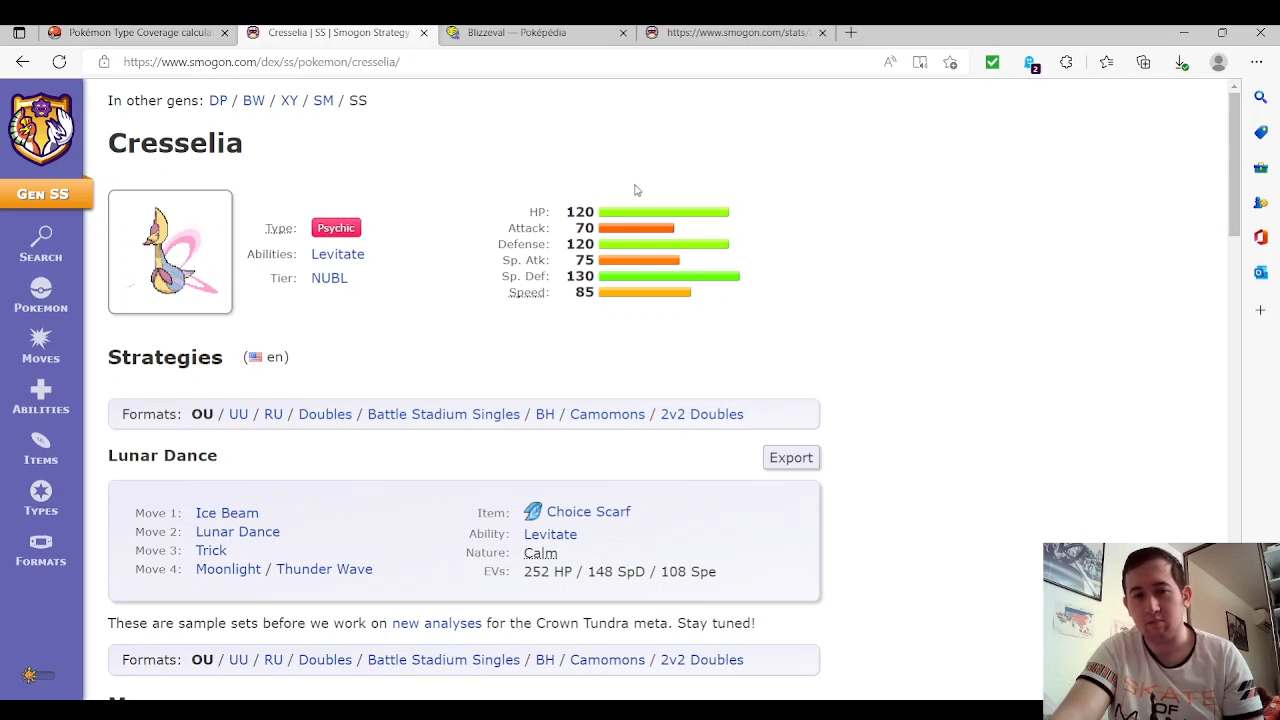 Pokémon Type Coverage calcula
Cresselia | SS | Smogon Strategy
Blizzeval — Poképédia
https://www.smogon.com/stats/
https://www.smogon.com/dex/ss/pokemon/cresselia/
2
In other gens: DP / BW / XY / SM / SS
Cresselia
GEN SS
SEARCH
POKEMON
MOVES
ABILITIES
ITEMS
TYPES
FORMATS
Type: Psychic
Abilities: Levitate
Tier: NUBL
HP: 120
Attack: 70
Defense: 120
Sp. Atk: 75
Sp. Def: 130
Speed: 85
Strategies (en)
Formats: OU / UU / RU / Doubles / Battle Stadium Singles / BH / Camomons / 2v2 Doubles
Lunar Dance
Export
Move 1: Ice Beam
Move 2: Lunar Dance
Move 3: Trick
Move 4: Moonlight / Thunder Wave
Item: Choice Scarf
Ability: Levitate
Nature: Calm
EVs: 252 HP / 148 SpD / 108 Spe
These are sample sets before we work on new analyses for the Crown Tundra meta. Stay tuned!
Formats: OU / UU / RU / Doubles / Battle Stadium Singles / BH / Camomons / 2v2 Doubles
SKATE
OF